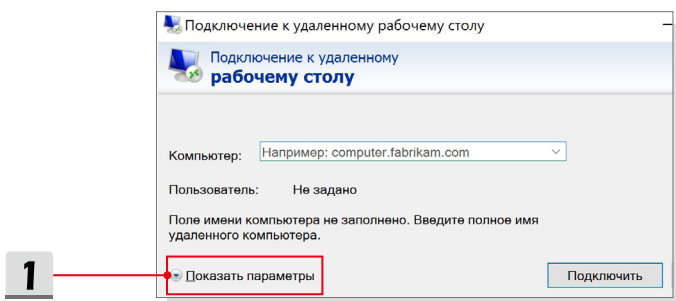 Подключение к удаленному рабочему столу
Подключение к удаленному
рабочему столу
Компьютер: Например: computer.fabrikam.com
Пользователь: Не задано
Поле имени компьютера не заполнено. Введите полное имя
удаленного компьютера.
1 Показать параметры Подключить